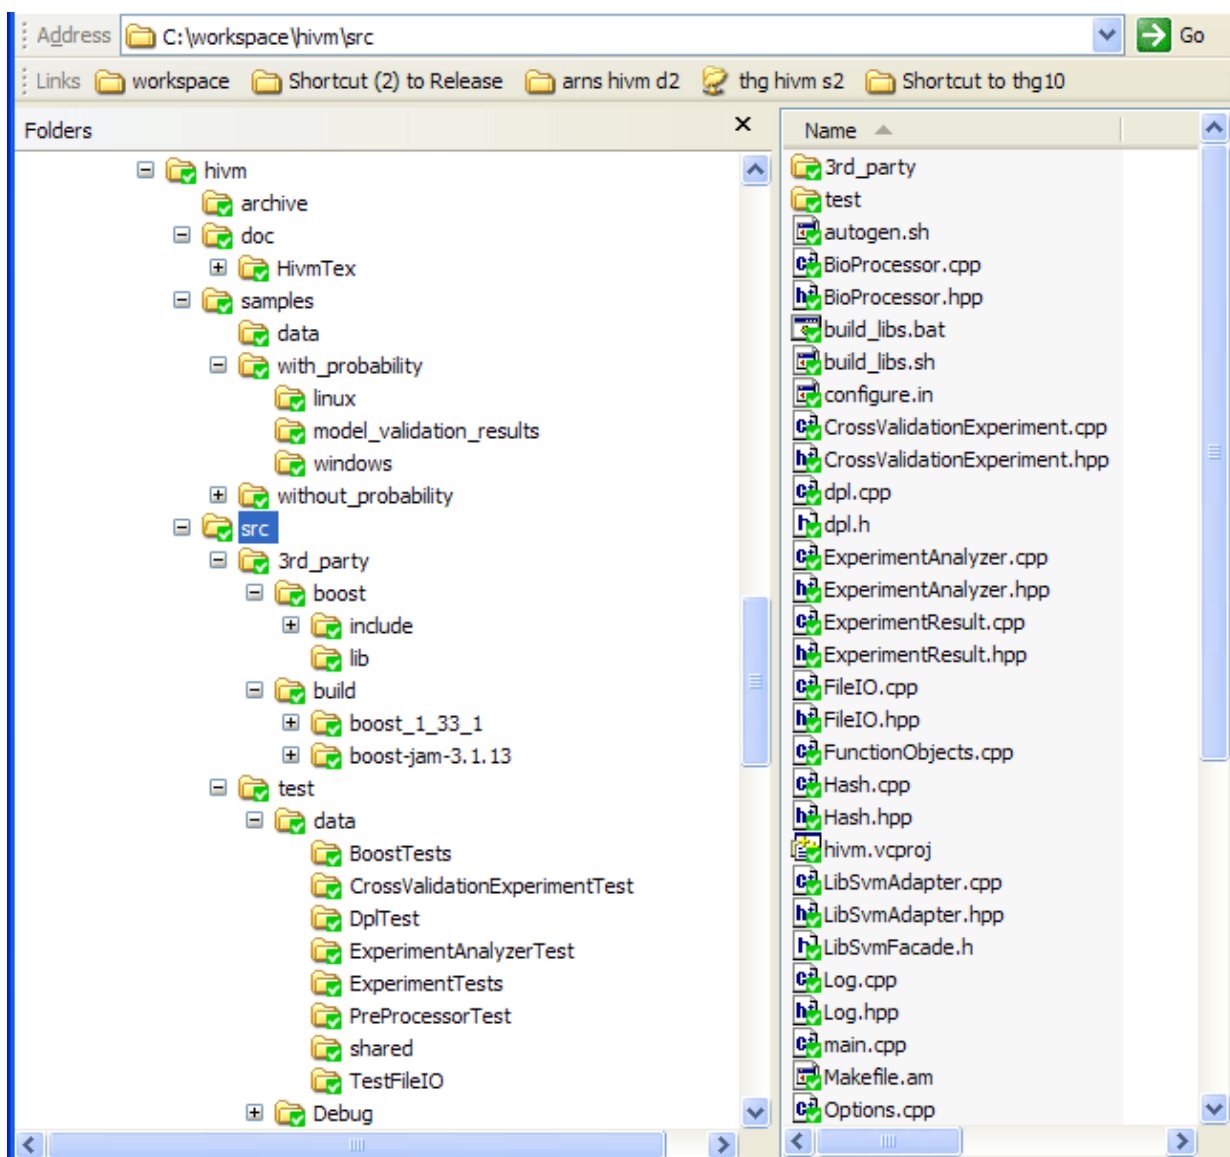 Address C:\workspace\hivm\src Go
Links workspace Shortcut (2) to Release arns hivm d2 thg hivm s2 Shortcut to thg10
Folders
hivm
archive
doc
HivmTex
samples
data
with_probability
linux
model_validation_results
windows
without_probability
src
3rd_party
boost
include
lib
build
boost_1_33_1
boost-jam-3.1.13
test
data
BoostTests
CrossValidationExperimentTest
DplTest
ExperimentAnalyzerTest
ExperimentTests
PreProcessorTest
shared
TestFileIO
Debug
Name
3rd_party
test
autogen.sh
BioProcessor.cpp
BioProcessor.hpp
build_libs.bat
build_libs.sh
configure.in
CrossValidationExperiment.cpp
CrossValidationExperiment.hpp
dpl.cpp
dpl.h
ExperimentAnalyzer.cpp
ExperimentAnalyzer.hpp
ExperimentResult.cpp
ExperimentResult.hpp
FileIO.cpp
FileIO.hpp
FunctionObjects.cpp
Hash.cpp
Hash.hpp
hivm.vcproj
LibSvmAdapter.cpp
LibSvmAdapter.hpp
LibSvmFacade.h
Log.cpp
Log.hpp
main.cpp
Makefile.am
Options.cpp